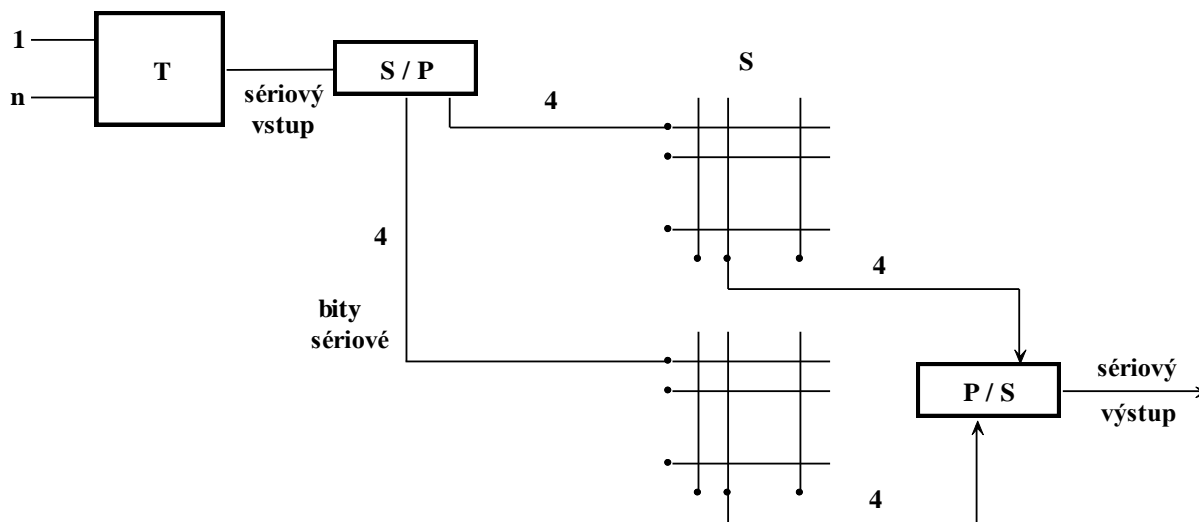 1
n
T
sériový
vstup
S / P
4
S
4
bity
sériové
4
P / S
sériový
výstup
4